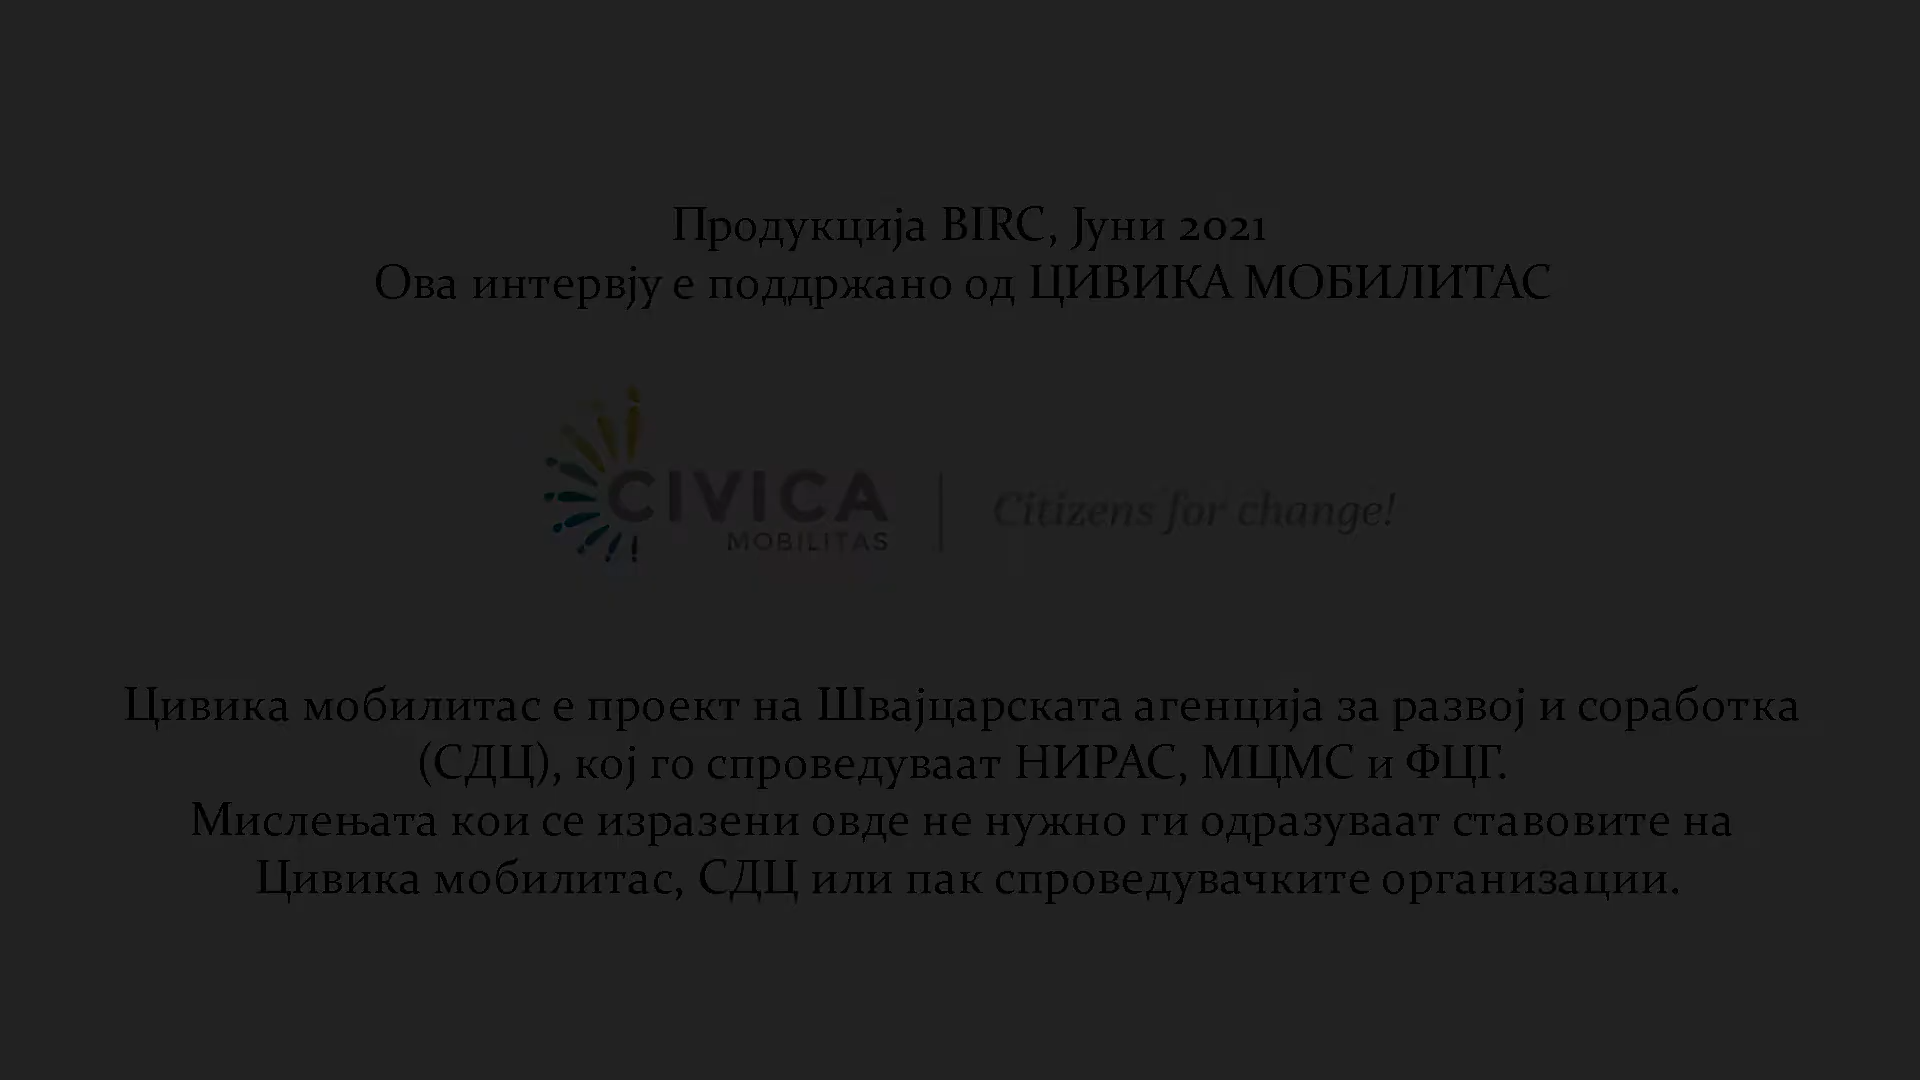 Продукција BIRC, Јуни 2021
Ова интервју е поддржано од ЦИВИКА МОБИЛИТАС
CIVICA
MOBILITAS
Citizens for change!
Цивика мобилитас е проект на Швајцарската агенција за развој и соработка
(СДЦ), кој го спроведуваат НИРАС, МЦМС и ФЦГ.
Мислењата кои се изразени овде не нужно ги одразуваат ставовите на
Цивика мобилитас, СДЦ или пак спроведувачките организации.